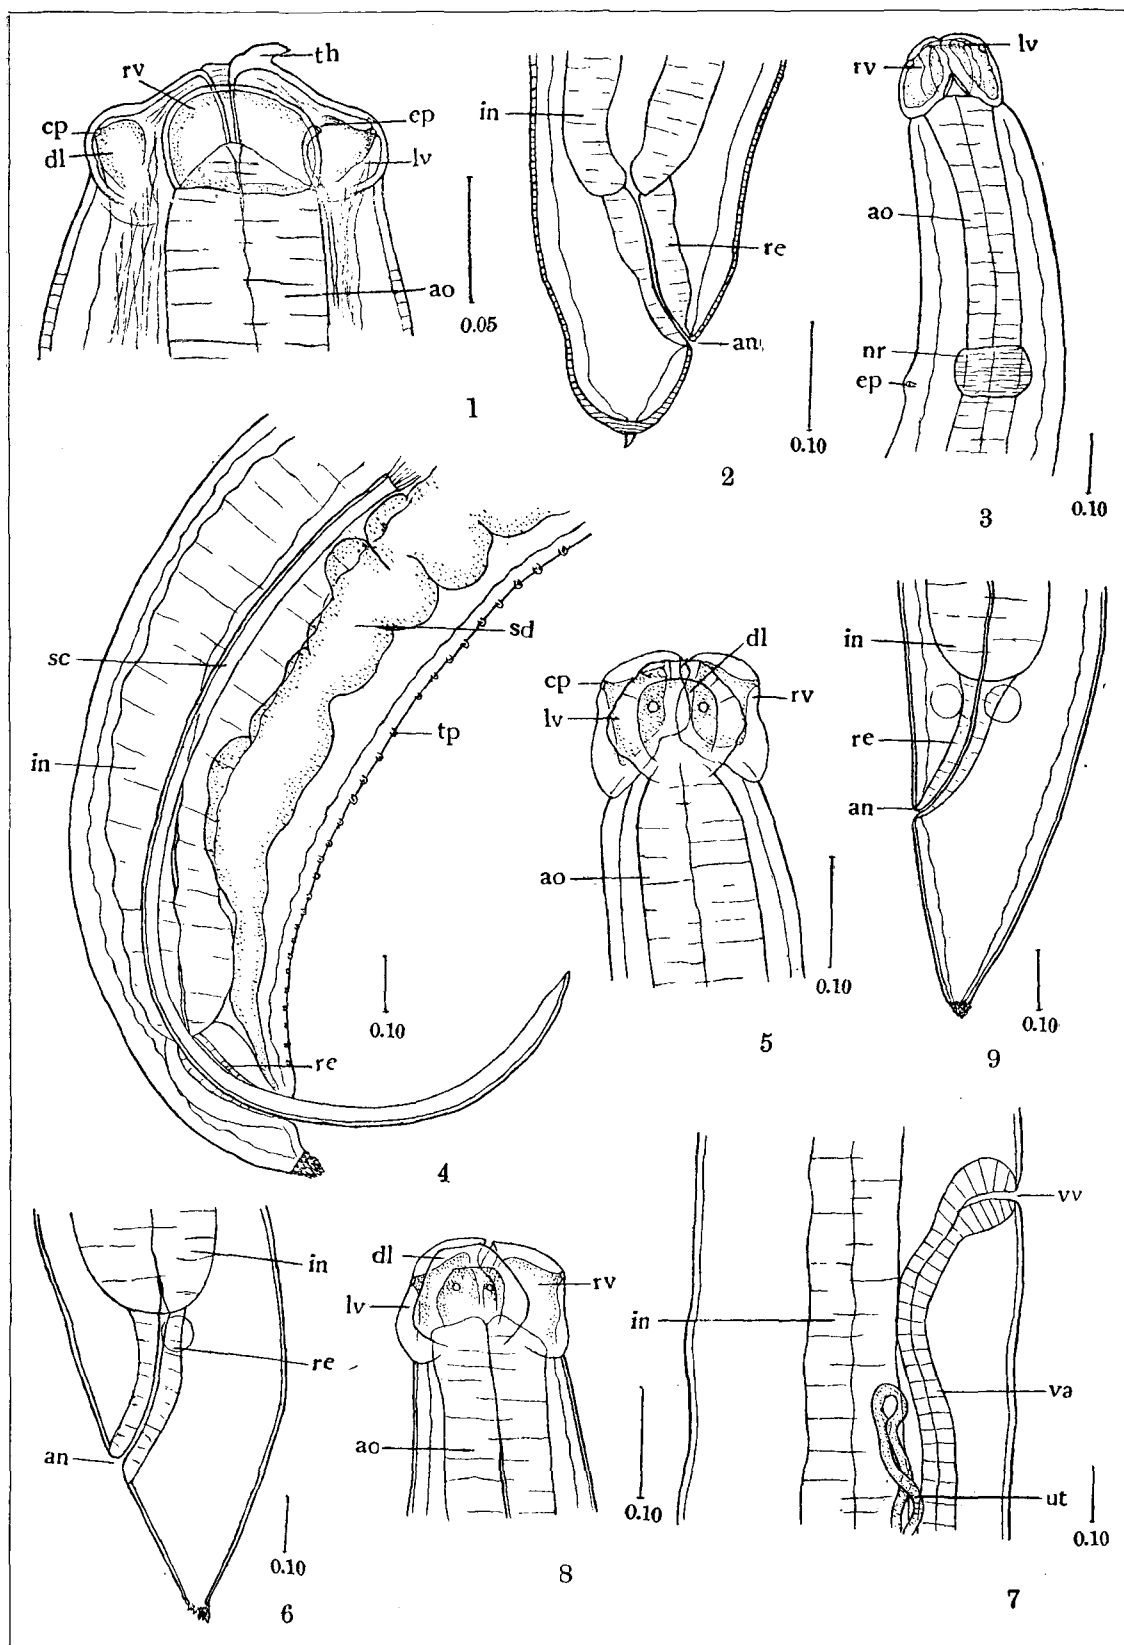 th
rv
cp
ep
dl
lv
ao
0.05
1
in
re
an
0.10
2
lv
rv
ao
nr
ep
0.10
3
sc
sd
tp
in
re
0.10
4
dl
cp
rv
lv
ao
0.10
5
in
re
an
0.10
9
in
re
an
0.10
6
dl
rv
lv
ao
0.10
8
vv
in
va
ut
0.10
7